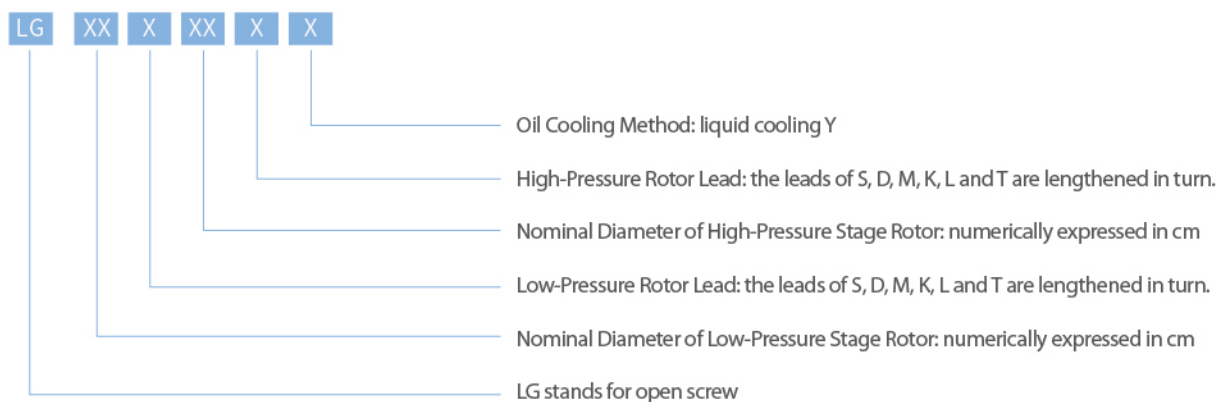 LG XX X XX X X
Oil Cooling Method: liquid cooling Y
High-Pressure Rotor Lead: the leads of S, D, M, K, L and T are lengthened in turn.
Nominal Diameter of High-Pressure Stage Rotor: numerically expressed in cm
Low-Pressure Rotor Lead: the leads of S, D, M, K, L and T are lengthened in turn.
Nominal Diameter of Low-Pressure Stage Rotor: numerically expressed in cm
LG stands for open screw